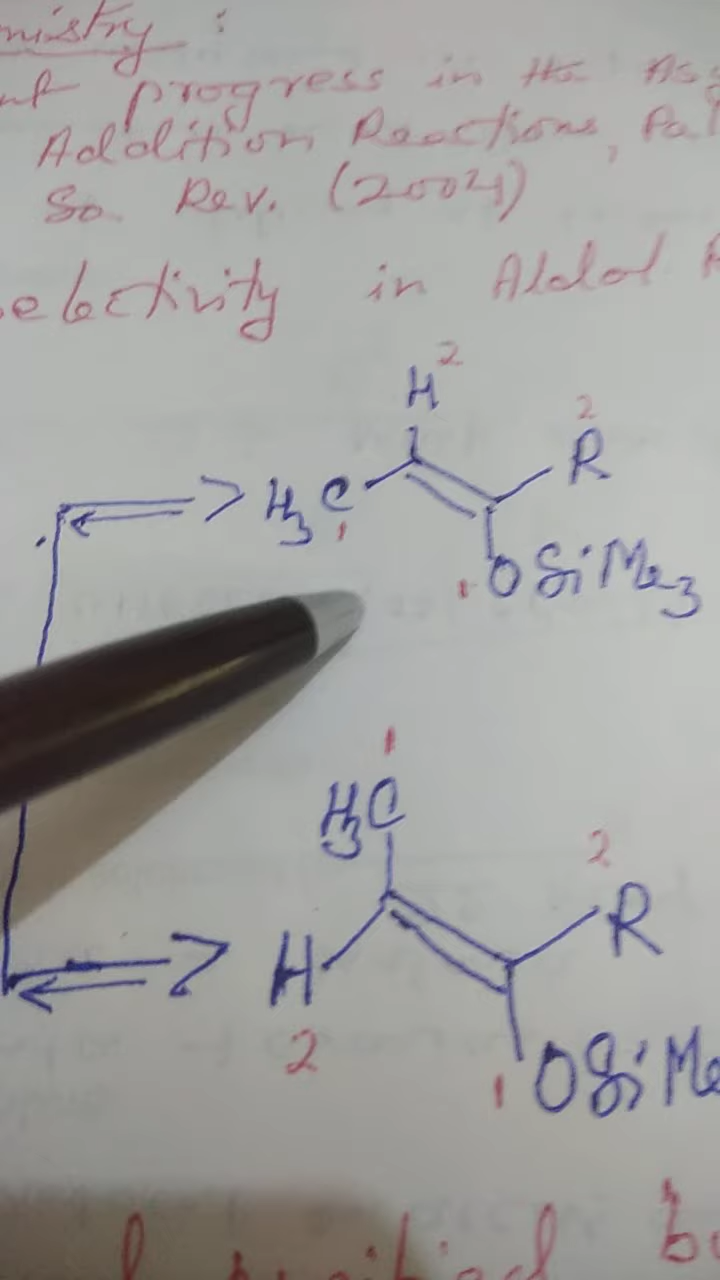 mistry :
progress in the As
Addition Reactions, Pa
So Rev. (2004)
electivity in Aldol R
H 2
2 R
H3C
1
1 OSiMe3
1
H3C
2
R
H
2
1 OSiMe